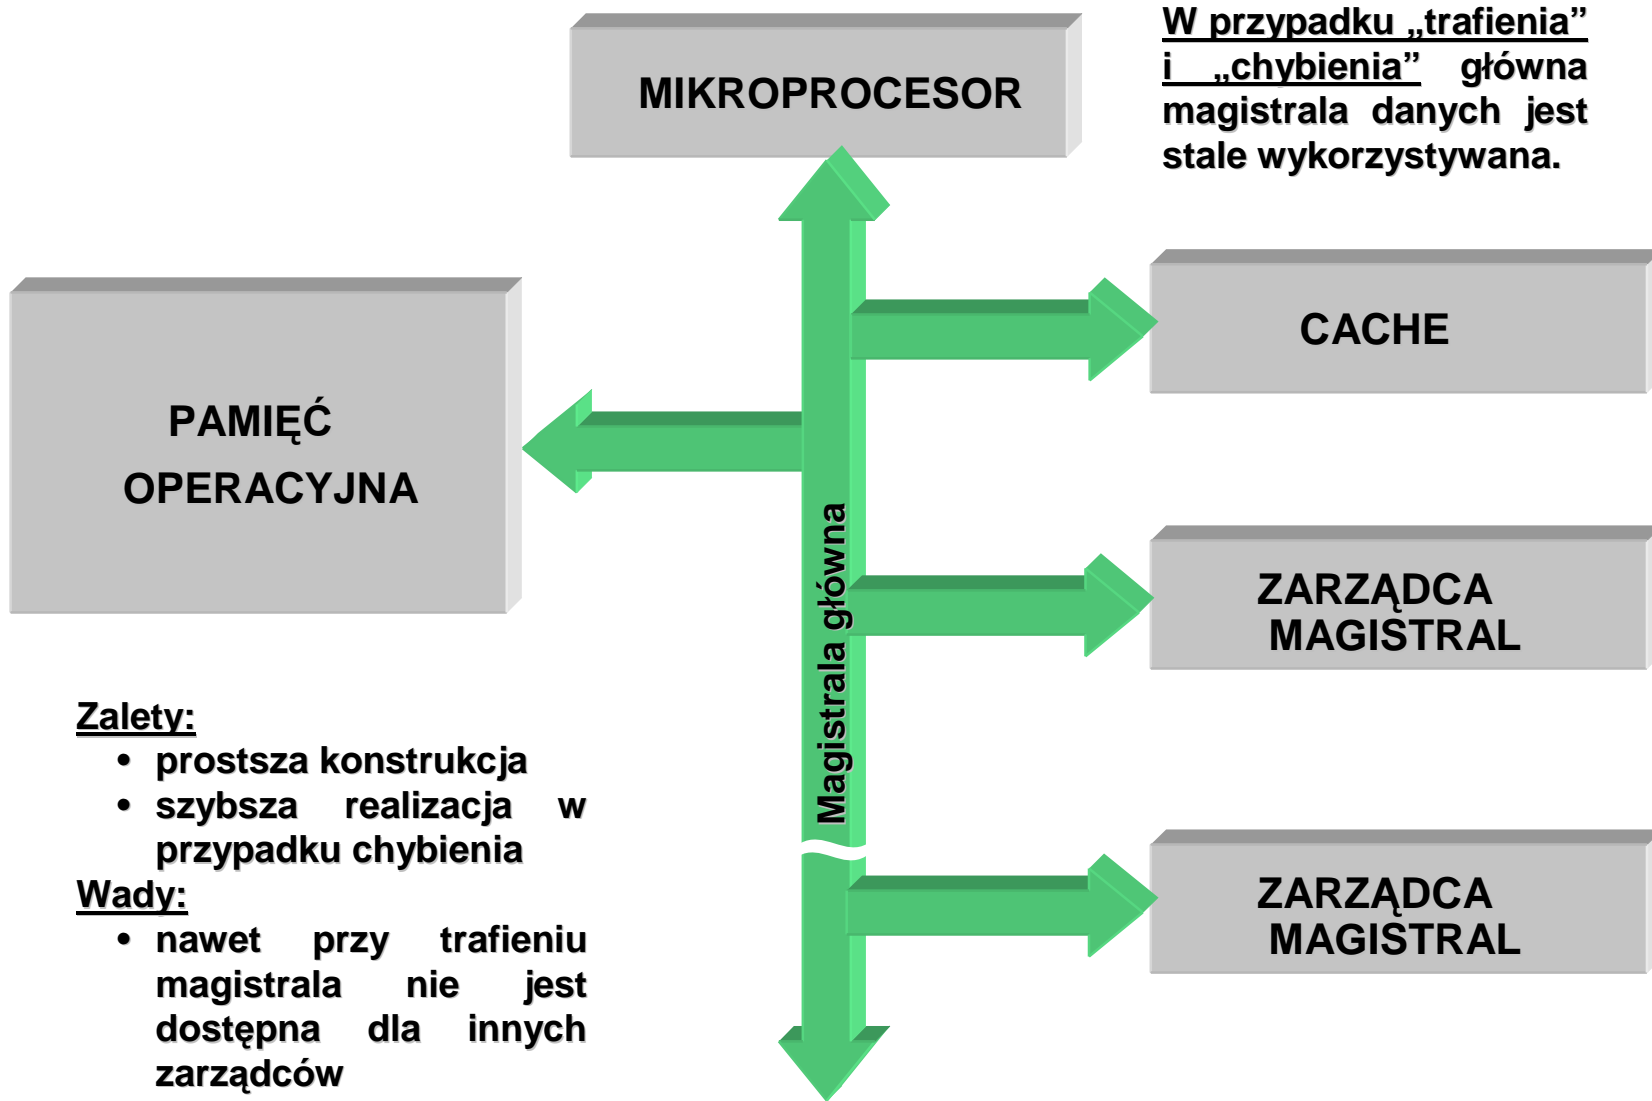 MIKROPROCESOR
W przypadku „trafienia”
i „chybienia” główna
magistrala danych jest
stale wykorzystywana.
CACHE
PAMIĘĆ
OPERACYJNA
Magistrala główna
ZARZĄDCA
MAGISTRAL
ZARZĄDCA
MAGISTRAL
Zalety:
• prostsza konstrukcja
• szybsza realizacja w
przypadku chybienia
Wady:
• nawet przy trafieniu
magistrala nie jest
dostępna dla innych
zarządców